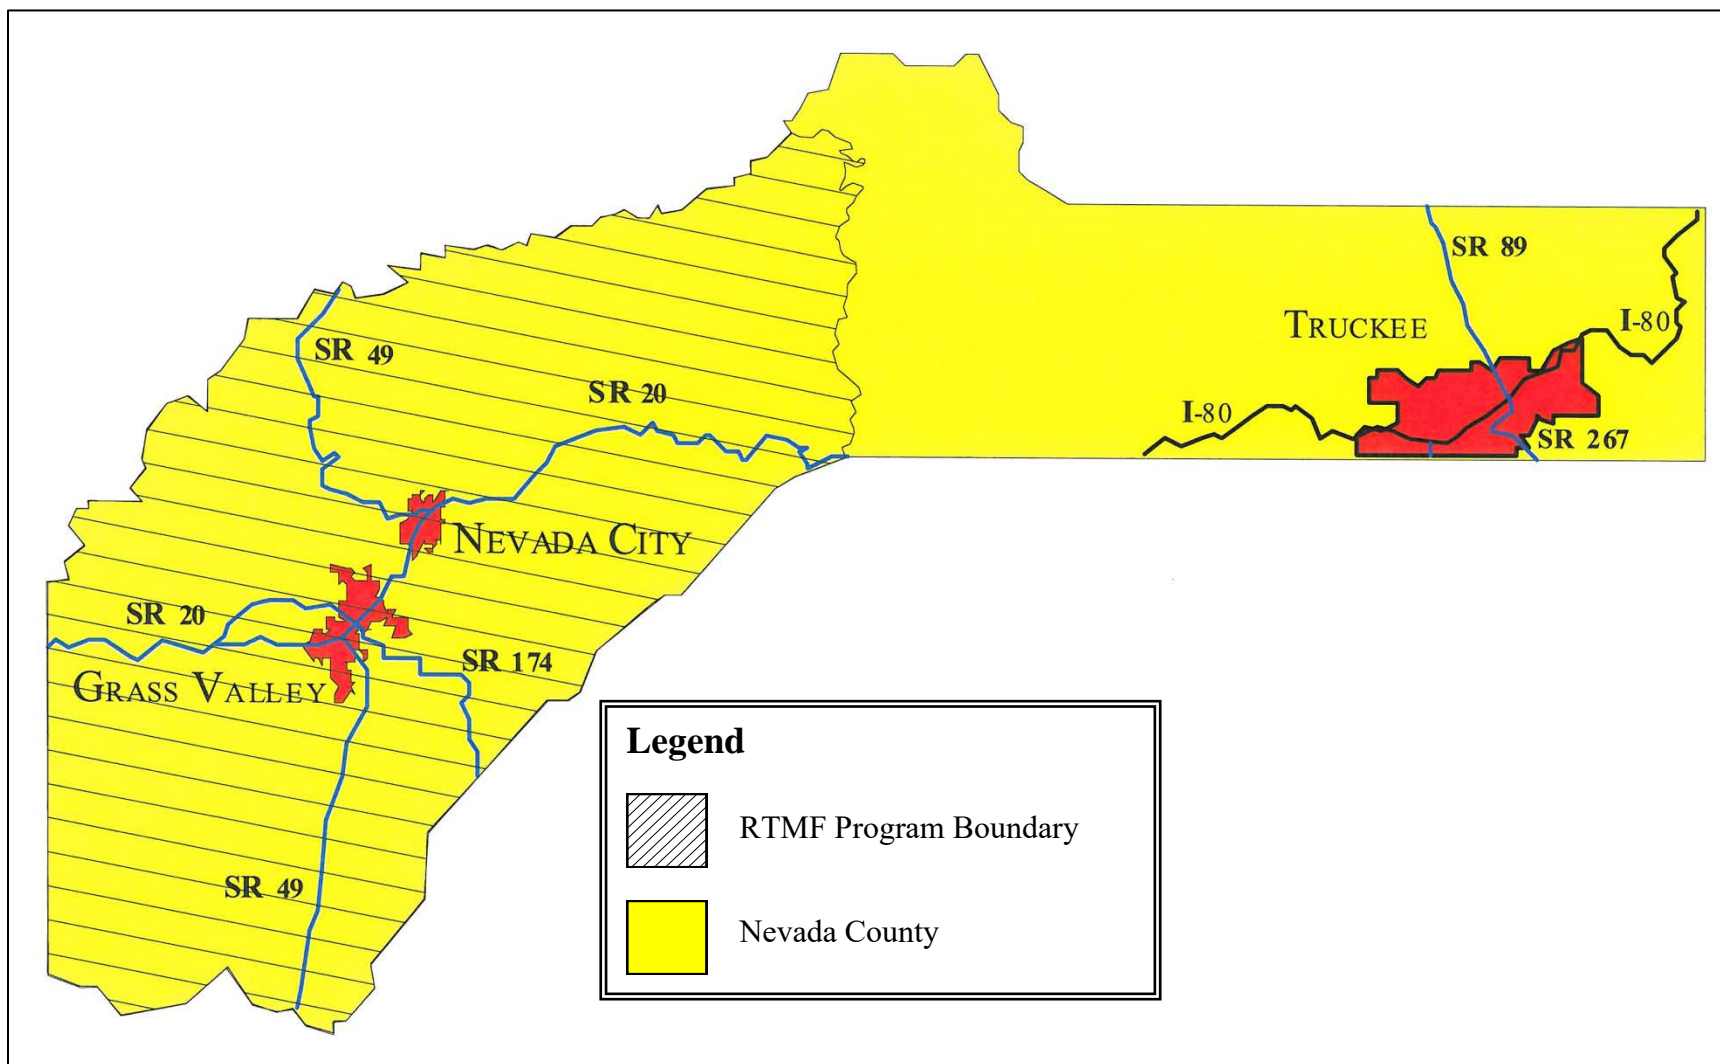 SR 89
TRUCKEE
I-80
SR 49
SR 20
I-80
SR 267
NEVADA CITY
SR 20
SR 174
GRASS VALLEY
Legend
RTMF Program Boundary
SR 49
Nevada County